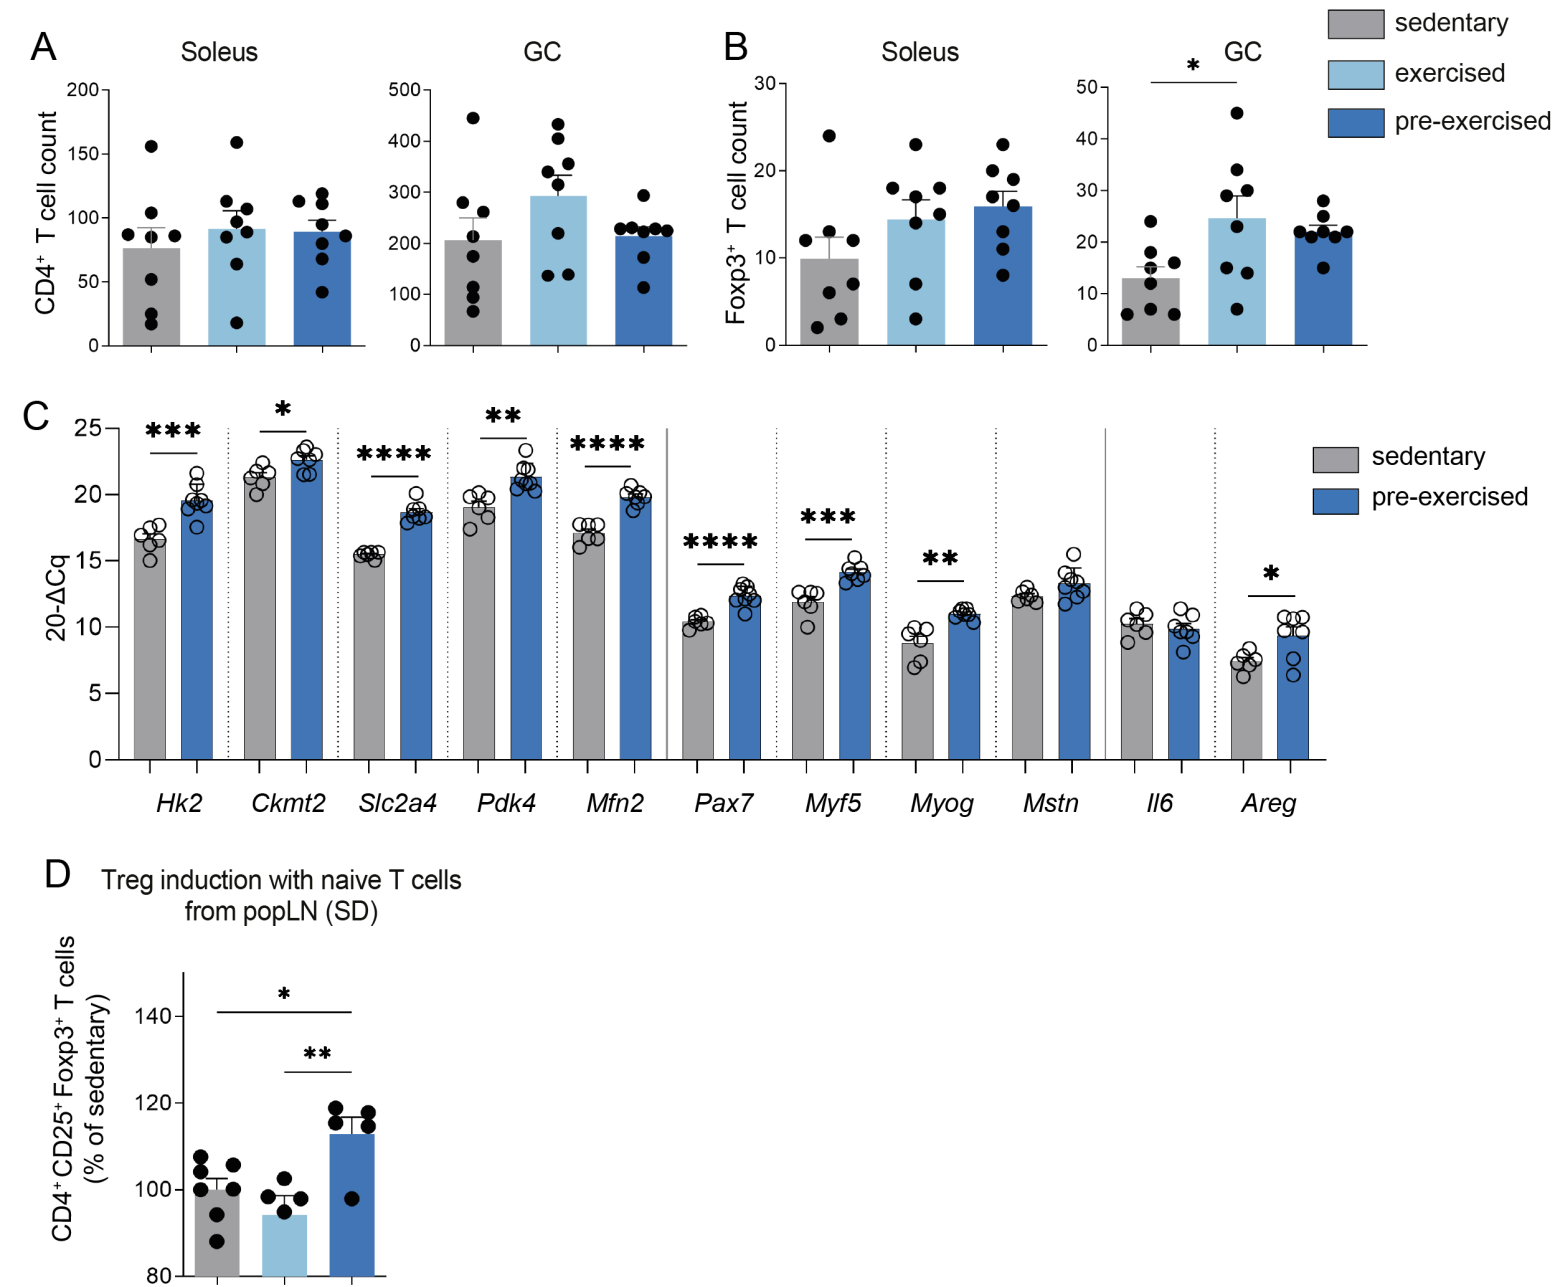 A
Soleus
GC
B
Soleus
GC
sedentary
exercised
pre-exercised
CD4⁺ T cell count
200
150
100
50
0
500
400
300
200
100
0
Foxp3⁺ T cell count
30
20
10
0
*
50
40
30
20
10
0
C
20-ΔCq
25
20
15
10
5
0
***
*
****
**
****
****
***
**
*
sedentary
pre-exercised
Hk2
Ckmt2
Slc2a4
Pdk4
Mfn2
Pax7
Myf5
Myog
Mstn
Il6
Areg
D
Treg induction with naive T cells
from popLN (SD)
CD4⁺ CD25⁺ Foxp3⁺ T cells
(% of sedentary)
140
120
100
80
*
**